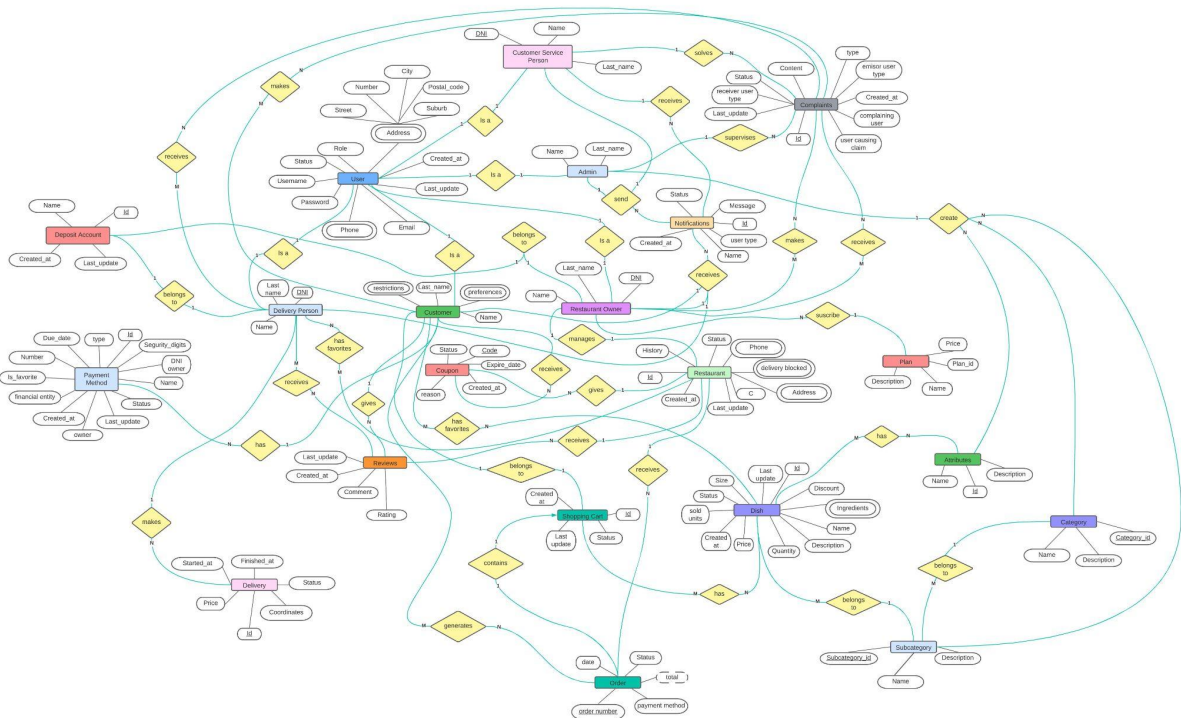 DNI
Name
Customer Service
Person
Last_name
solves
1
N
type
Content
emisor user
type
Status
receiver user
type
Complaints
Created_at
Last_update
complaining
user
Id
user causing
claim
supervises
receives
makes
receives
City
Number
Postal_code
Street
Suburb
Address
Is a
Role
Status
Created_at
Username
User
Is a
Last_update
Password
Phone
Email
Name
Last_name
Admin
send
create
Status
Message
Notifications
Id
Created_at
user type
Name
makes
receives
receives
Name
Id
Deposit Account
Created_at
Last_update
belongs
to
Is a
Is a
belongs
to
Is a
Last
name
DNI
Delivery Person
Name
restrictions
Last_name
preferences
Customer
Name
Last_name
DNI
Name
Restaurant Owner
manages
suscribe
Price
Plan
Plan_id
Description
Name
Due_date
type
Id
Segurity_digits
Number
DNI
owner
Is_favorite
Payment
Method
Name
financial entity
Status
Created_at
Last_update
owner
has
favorites
receives
gives
Status
Code
Expire_date
Coupon
reason
Created_at
receives
gives
Status
History
Phone
delivery blocked
Id
Restaurant
C
Address
Created_at
Last_update
has
has
favorites
receives
Last_update
Reviews
Created_at
Comment
Rating
belongs
to
receives
has
Attributes
Name
Description
Id
Last
update
Id
Size
Status
Discount
sold
units
Dish
Ingredients
Name
Created
at
Price
Quantity
Description
Created
at
Shopping Cart
Id
Last
update
Status
makes
contains
Category
Category_id
Name
Description
belongs
to
Started_at
Finished_at
Delivery
Status
Price
Coordinates
Id
has
belongs
to
generates
Subcategory
Subcategory_id
Description
Name
date
Status
Order
total
order number
payment method